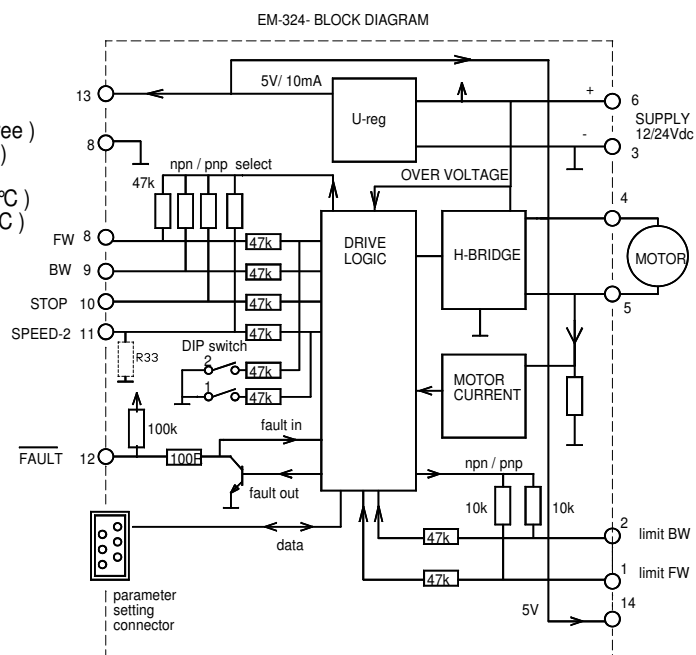 EM-324- BLOCK DIAGRAM
13
5V/ 10mA
U-reg
+
6
SUPPLY
12/24Vdc
-
3
ree )
)
8
npn / pnp select
47k
OVER VOLTAGE
°C )
C )
4
FW 8
47k
DRIVE
LOGIC
H-BRIDGE
MOTOR
BW 9
47k
STOP 10
47k
5
SPEED-2 11
47k
R33
DIP switch
2
47k
1
47k
MOTOR
CURRENT
100k
fault in
FAULT 12
100R
npn / pnp
fault out
10k
10k
2
limit BW
47k
data
1
limit FW
47k
parameter
setting
connector
5V
14